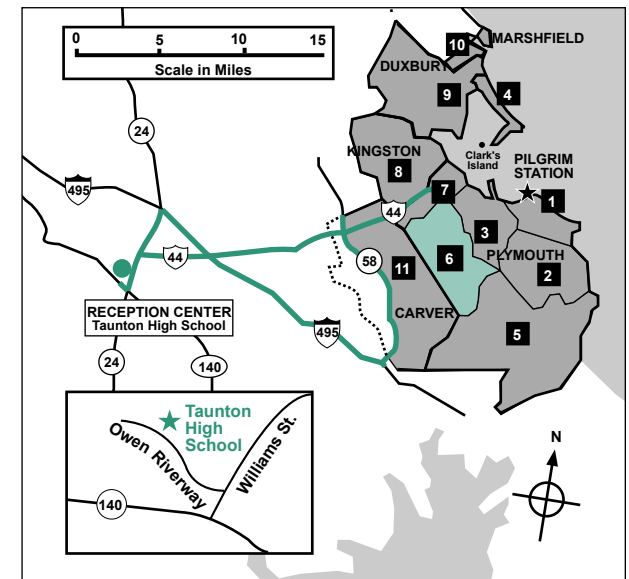 0 5 10 15
Scale in Miles
10
MARSHFIELD
DUXBURY
9
4
24
KINGSTON
8
Clark's
Island
PILGRIM
STATION
495
7
1
44
3
44
58
6
PLYMOUTH
11
2
RECEPTION CENTER
Taunton High School
CARVER
495
5
24
140
Taunton
High
School
Owen Riverway
Williams St.
140
N